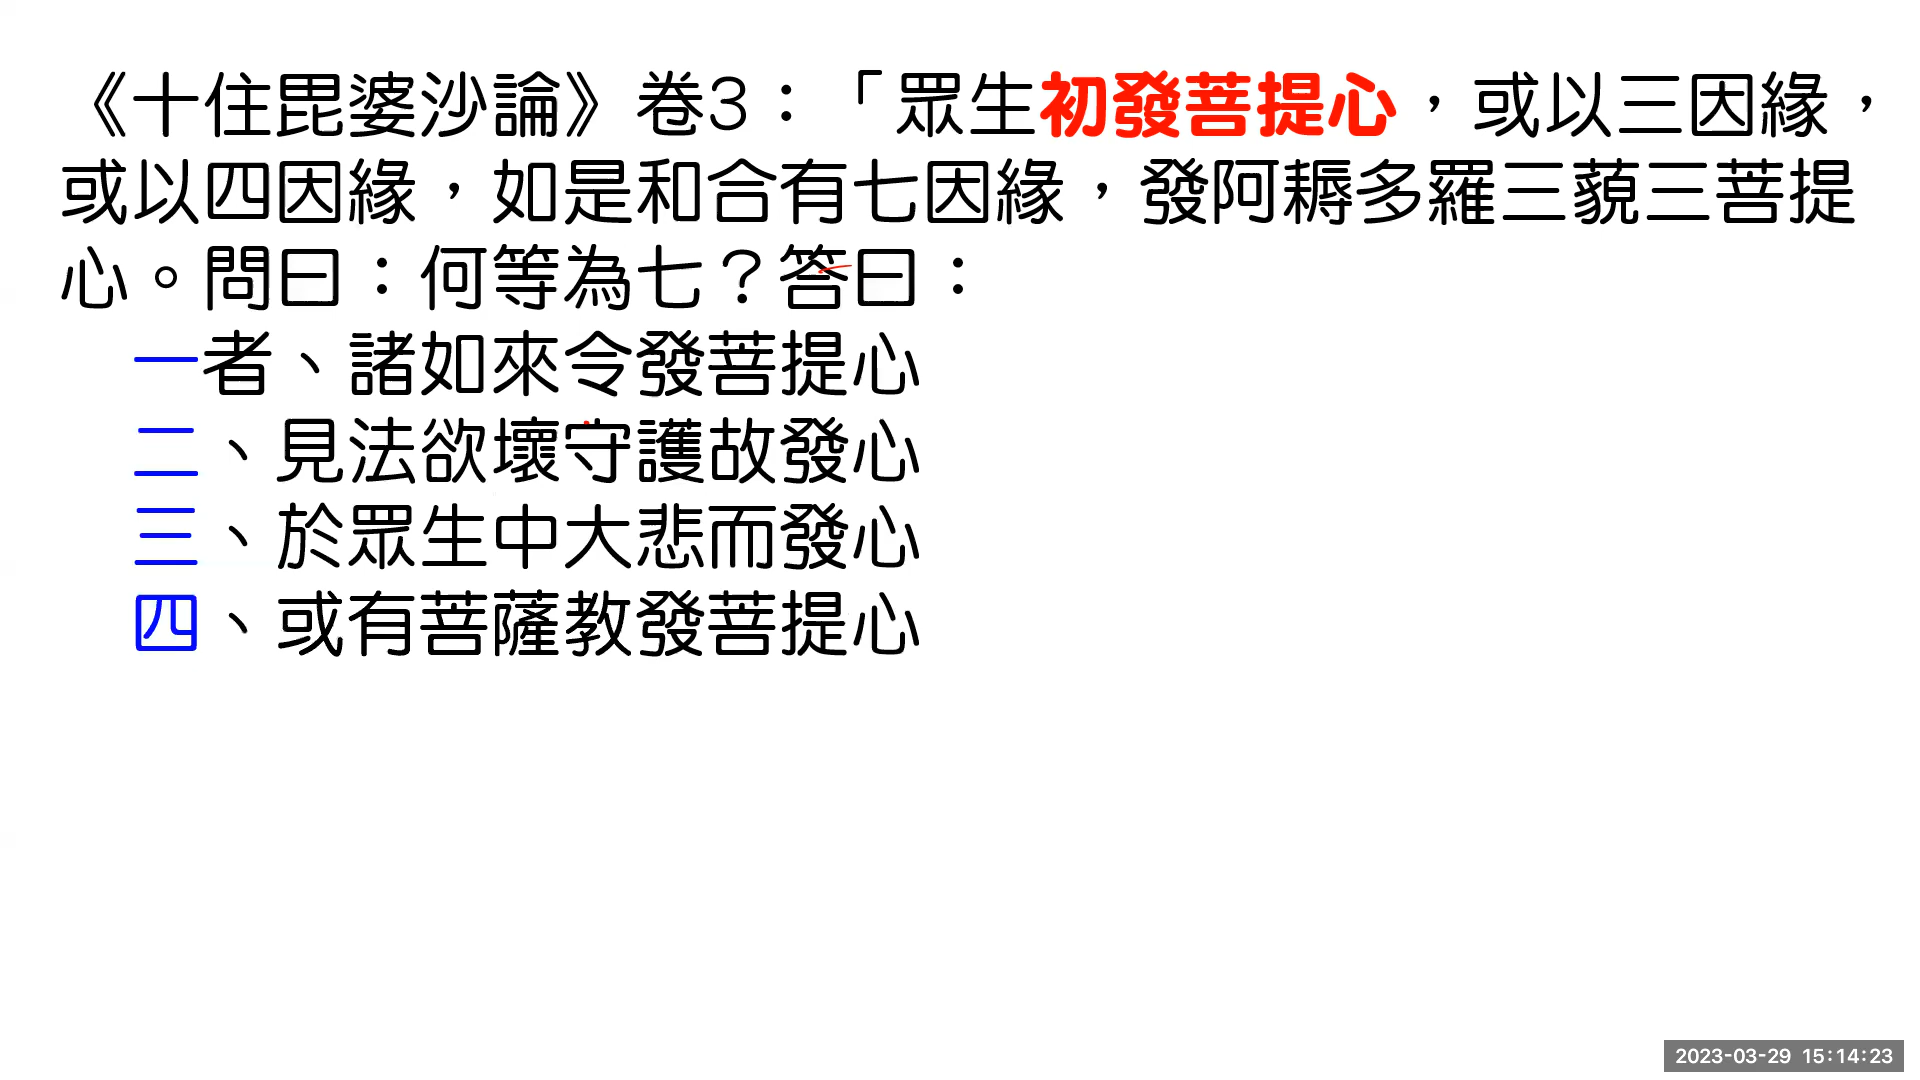 《十住毘婆沙論》卷3：「眾生初發菩提心，或以三因緣，
或以四因緣，如是和合有七因緣，發阿耨多羅三藐三菩提
心。問曰：何等為七？答曰：
一者、諸如來令發菩提心
二、見法欲壞守護故發心
三、於眾生中大悲而發心
四、或有菩薩教發菩提心
2023-03-29 15:14:23